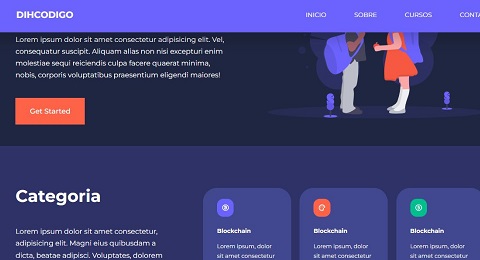 DIHCODIGO
INICIO SOBRE CURSOS
Lorem ipsum dolor sit amet consectetur adipisicing elit. Vel,
consequatur suscipit. Aliquam alias non nisi excepturi enim
molestiae sequi reiciendis culpa facere quaerat minima,
nobis, corporis voluptatibus praesentium eligendi maiores!
Get Started
Categoria
Lorem ipsum dolor sit amet consectetur,
adipisicing elit. Magni eius quibusdam a
dicta, beatae adipisci. Voluptates, dolorem
Blockchain
Lorem ipsum, dolor
sit amet consectetur
Blockchain
Lorem ipsum, dolor
sit amet consectetur
Blockchain
Lorem ipsum, dolor
sit amet consectetur